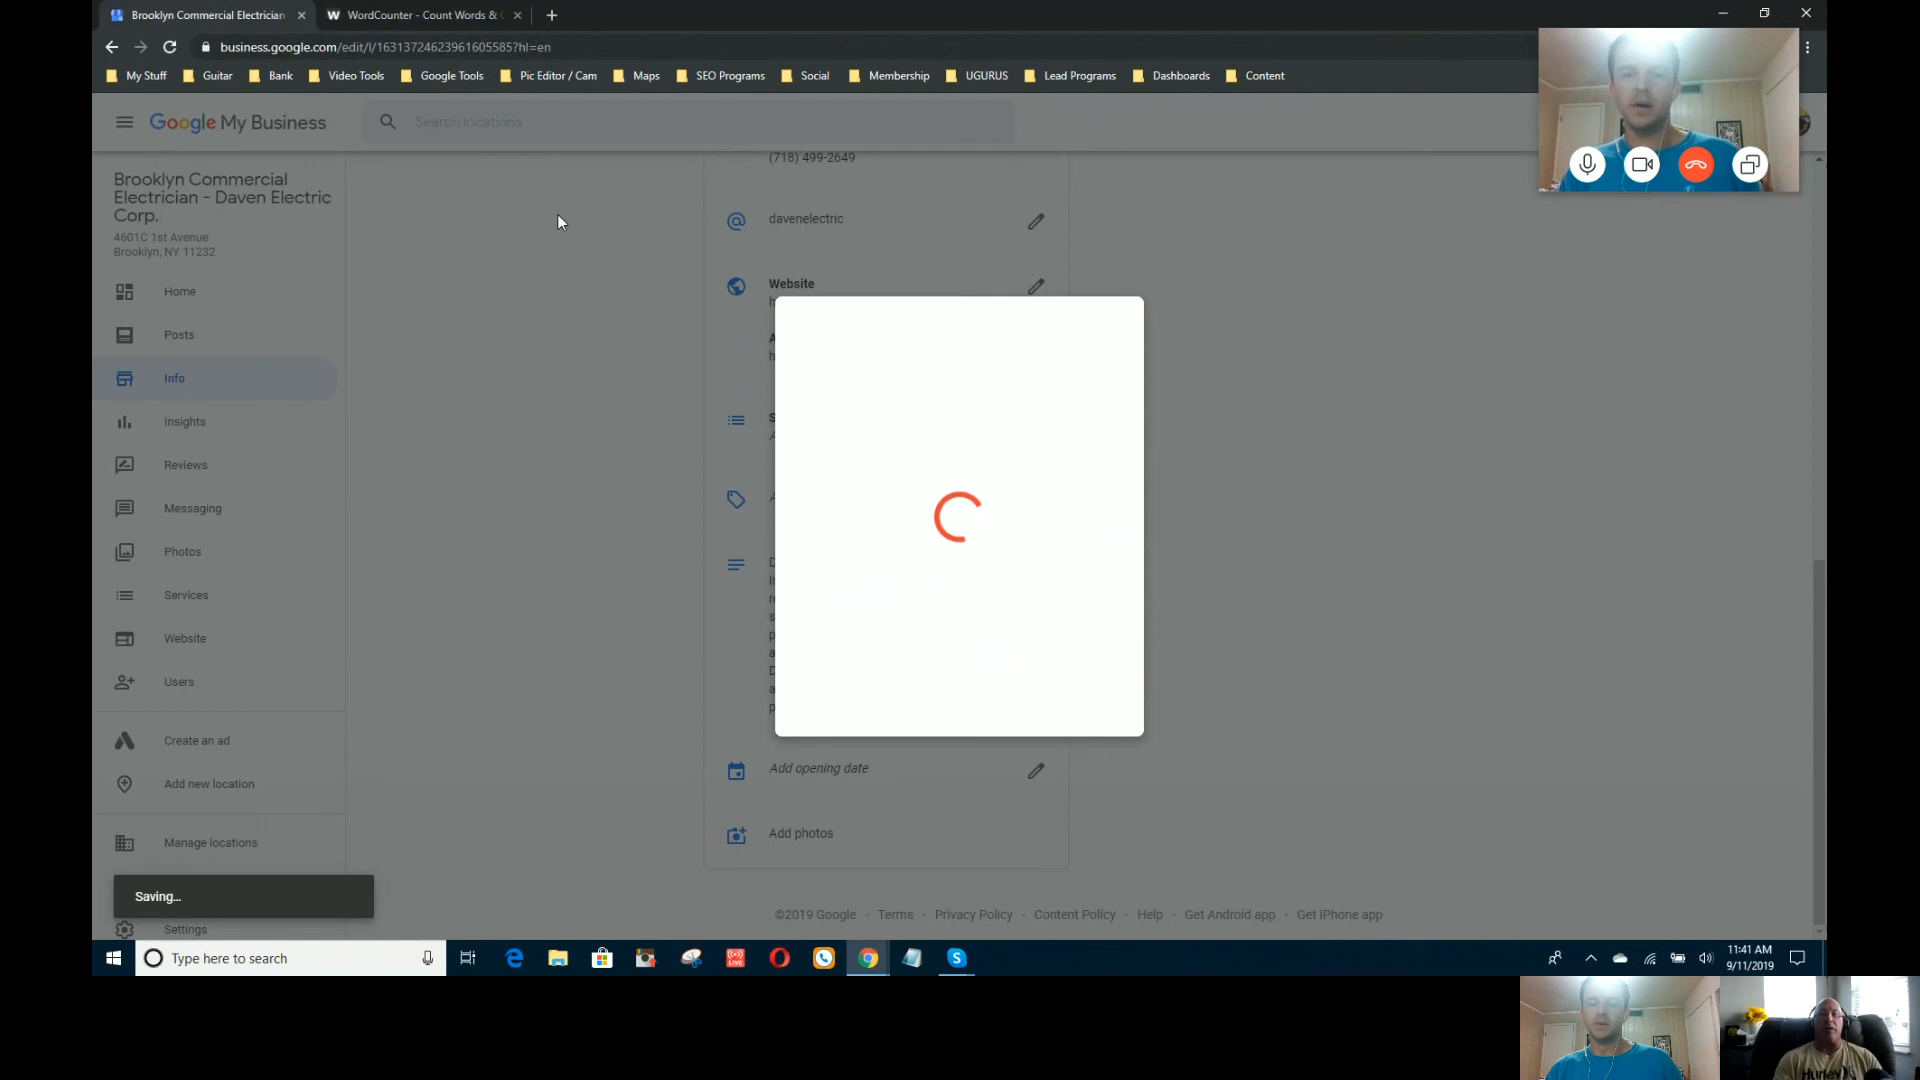 Brooklyn Commercial Electrician
WordCounter - Count Words &
business.google.com/edit/l/16313724623961605585?hl=en
My Stuff Guitar Bank Video Tools Google Tools Pic Editor / Cam Maps SEO Programs Social Membership UGURUS Lead Programs Dashboards Content
Google My Business
Search locations
Brooklyn Commercial
Electrician - Daven Electric
Corp.
4601C 1st Avenue
Brooklyn, NY 11232
Home
Posts
Info
Insights
Reviews
Messaging
Photos
Services
Website
Users
Create an ad
Add new location
Manage locations
Saving...
Settings
(718) 499-2649
davenelectric
Website
Add opening date
Add photos
©2019 Google - Terms - Privacy Policy - Content Policy - Help - Get Android app - Get iPhone app
Type here to search
LIVE
11:41 AM
9/11/2019
Hurley